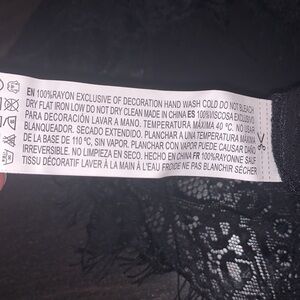 EN 100%RAYON EXCLUSIVE OF DECORATION HAND WASH COLD DO NOT BLEACH
DRY FLAT IRON LOW DO NOT DRY CLEAN MADE IN CHINA ES 100%VISCOSA EXCLUSIVO
PARA DECORACIÓN LAVAR A MANO. TEMPERATURA MÁXIMA 40 ºC. NO USAR
BLANQUEADOR. SECADO EXTENDIDO. PLANCHAR A UNA TEMPERATURA MÁXIMA
DE LA BASE DE 110 ºC, SIN VAPOR. PLANCHAR CON VAPOR PUEDE CAUSAR DAÑO
IRREVERSIBLE. NO LIMPIEZA EN SECO. HECHO EN CHINA FR 100%RAYONNE SAUF
TISSU DÉCORATIF LAVER À LA MAIN À L'EAU FROIDE NE PAS BLANCHIR SÉCHER